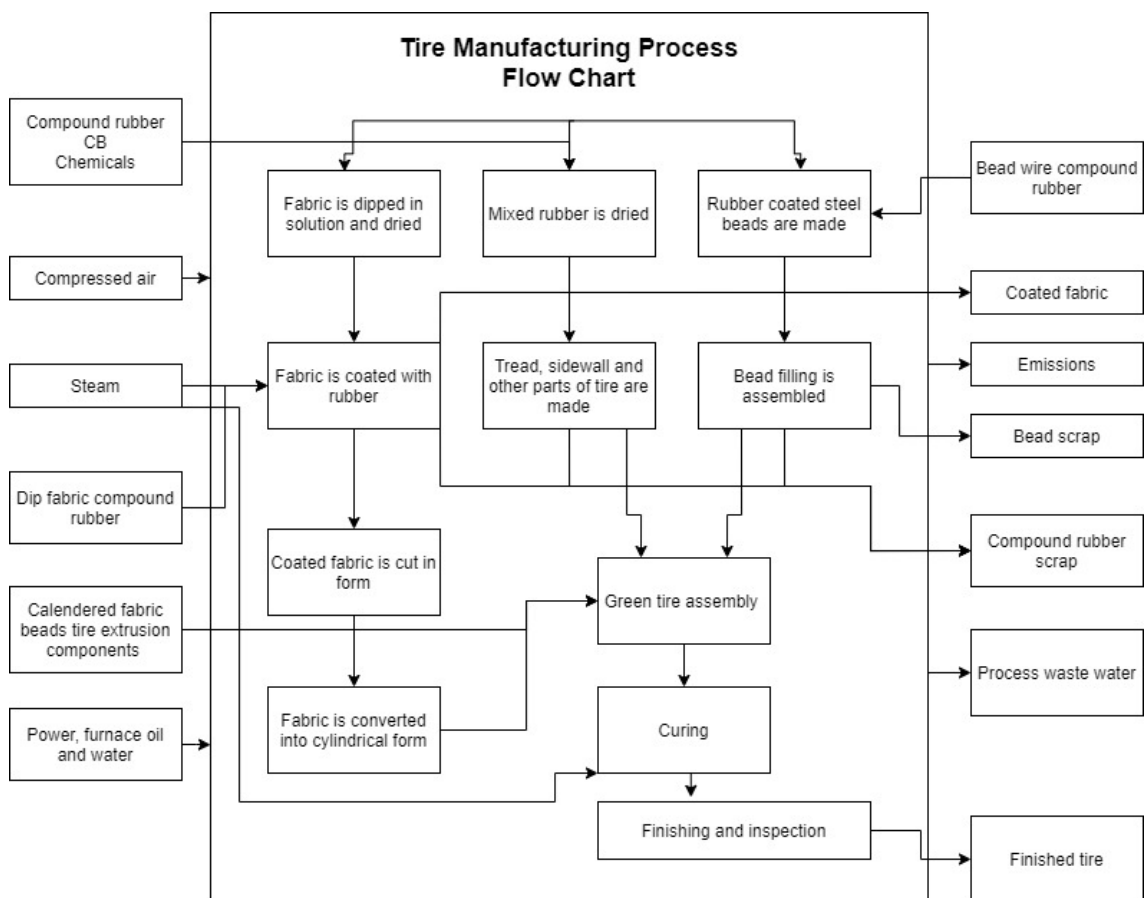 Tire Manufacturing Process
Flow Chart
Compound rubber
CB
Chemicals
Compressed air
Steam
Dip fabric compound
rubber
Calendered fabric
beads tire extrusion
components
Power, furnace oil
and water
Fabric is dipped in
solution and dried
Mixed rubber is dried
Rubber coated steel
beads are made
Fabric is coated with
rubber
Tread, sidewall and
other parts of tire are
made
Bead filling is
assembled
Coated fabric is cut in
form
Green tire assembly
Fabric is converted
into cylindrical form
Curing
Finishing and inspection
Bead wire compound
rubber
Coated fabric
Emissions
Bead scrap
Compound rubber
scrap
Process waste water
Finished tire